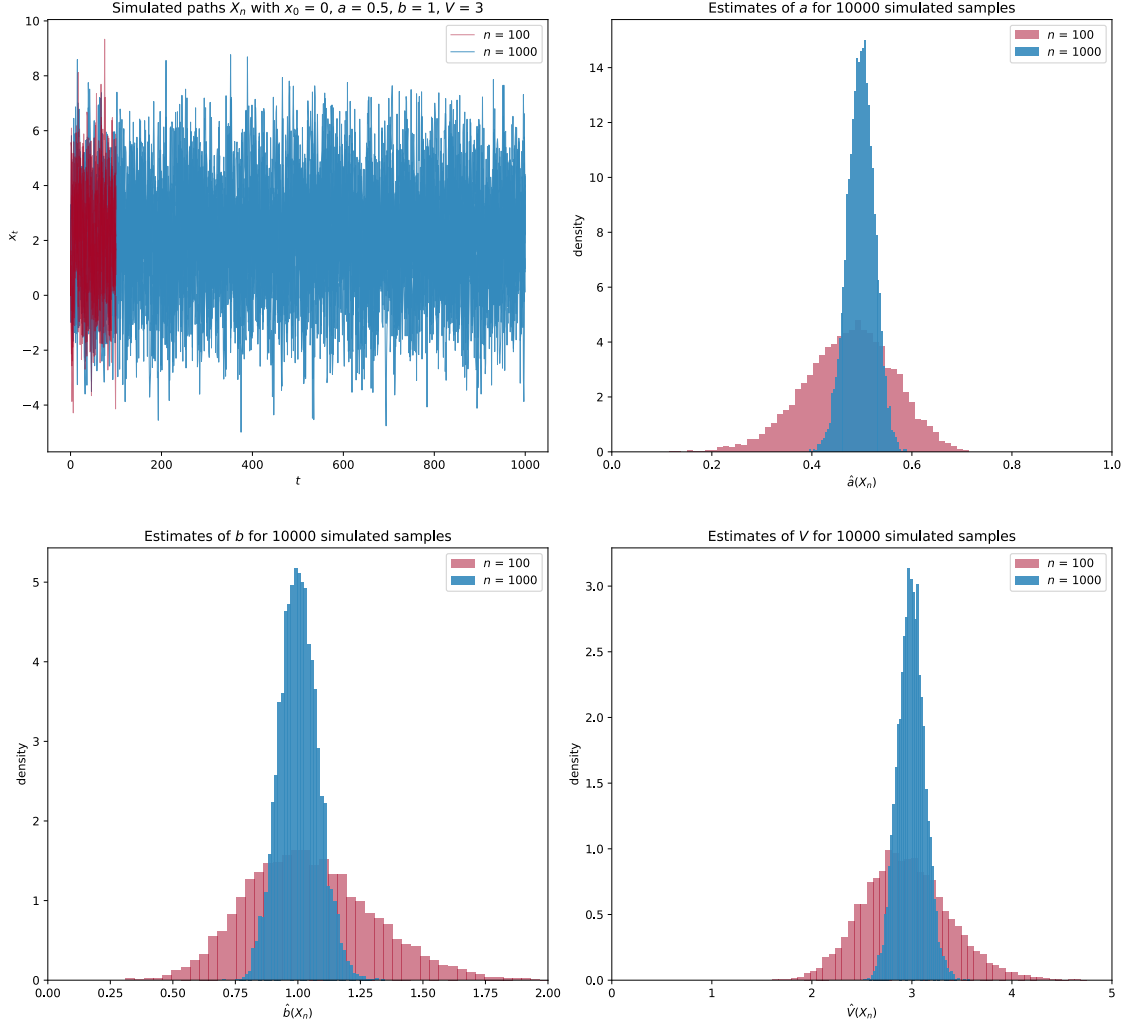 Simulated paths Xₙ with x₀ = 0, a = 0.5, b = 1, V = 3
n = 100
n = 1000
10
8
6
4
2
0
−2
−4
xₜ
0
200
400
600
800
1000
t
Estimates of a for 10000 simulated samples
n = 100
n = 1000
14
12
10
8
6
4
2
0
density
0.0
0.2
0.4
0.6
0.8
1.0
â(Xₙ)
Estimates of b for 10000 simulated samples
n = 100
n = 1000
5
4
3
2
1
0
density
0.00
0.25
0.50
0.75
1.00
1.25
1.50
1.75
2.00
b̂(Xₙ)
Estimates of V for 10000 simulated samples
n = 100
n = 1000
3.0
2.5
2.0
1.5
1.0
0.5
0.0
density
0
1
2
3
4
5
V̂(Xₙ)